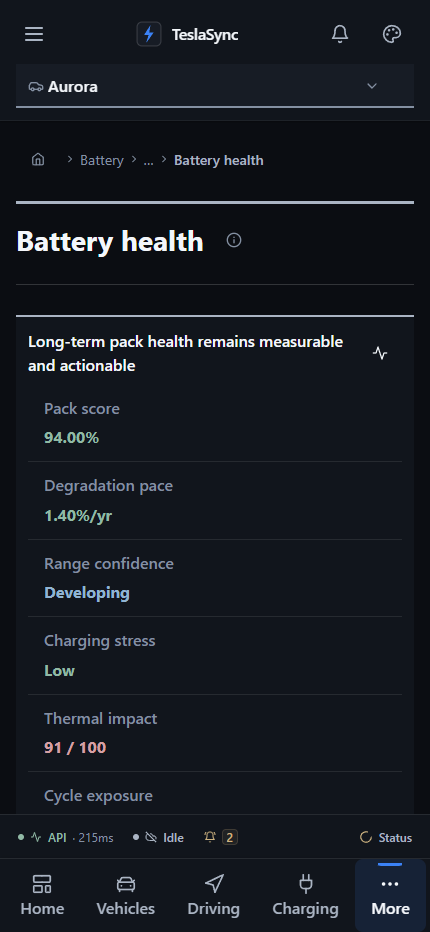 TeslaSync
Aurora
Battery ... Battery health
Battery health
Long-term pack health remains measurable
and actionable
Pack score
94.00%
Degradation pace
1.40%/yr
Range confidence
Developing
Charging stress
Low
Thermal impact
91 / 100
Cycle exposure
API · 215ms Idle 2 Status
Home Vehicles Driving Charging More